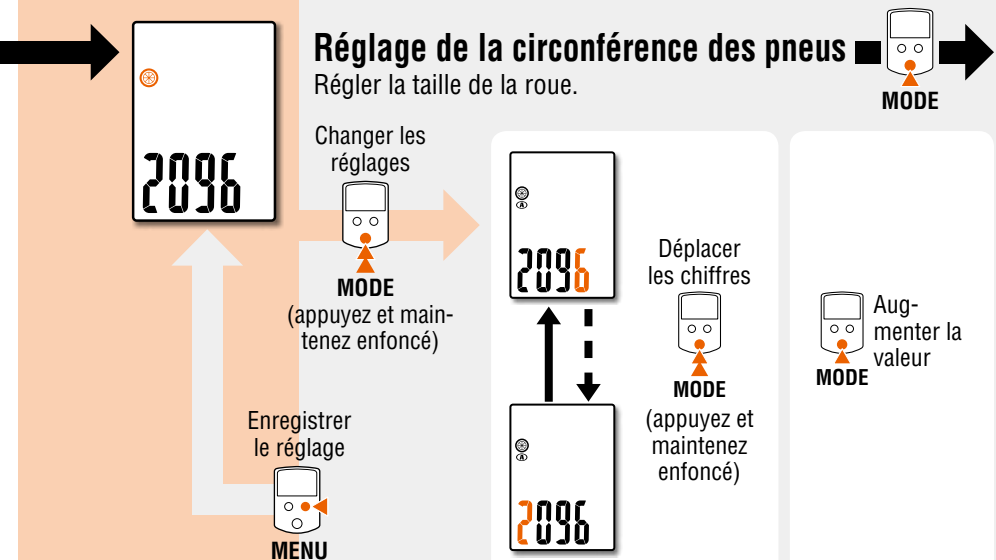 Réglage de la circonférence des pneus
Régler la taille de la roue.
MODE
2096
Changer les
réglages
MODE
(appuyez et main-
tenez enfoncé)
Enregistrer
le réglage
MENU
A
2096
Déplacer
les chiffres
MODE
(appuyez et
maintenez
enfoncé)
A
2096
Aug-
menter la
valeur
MODE